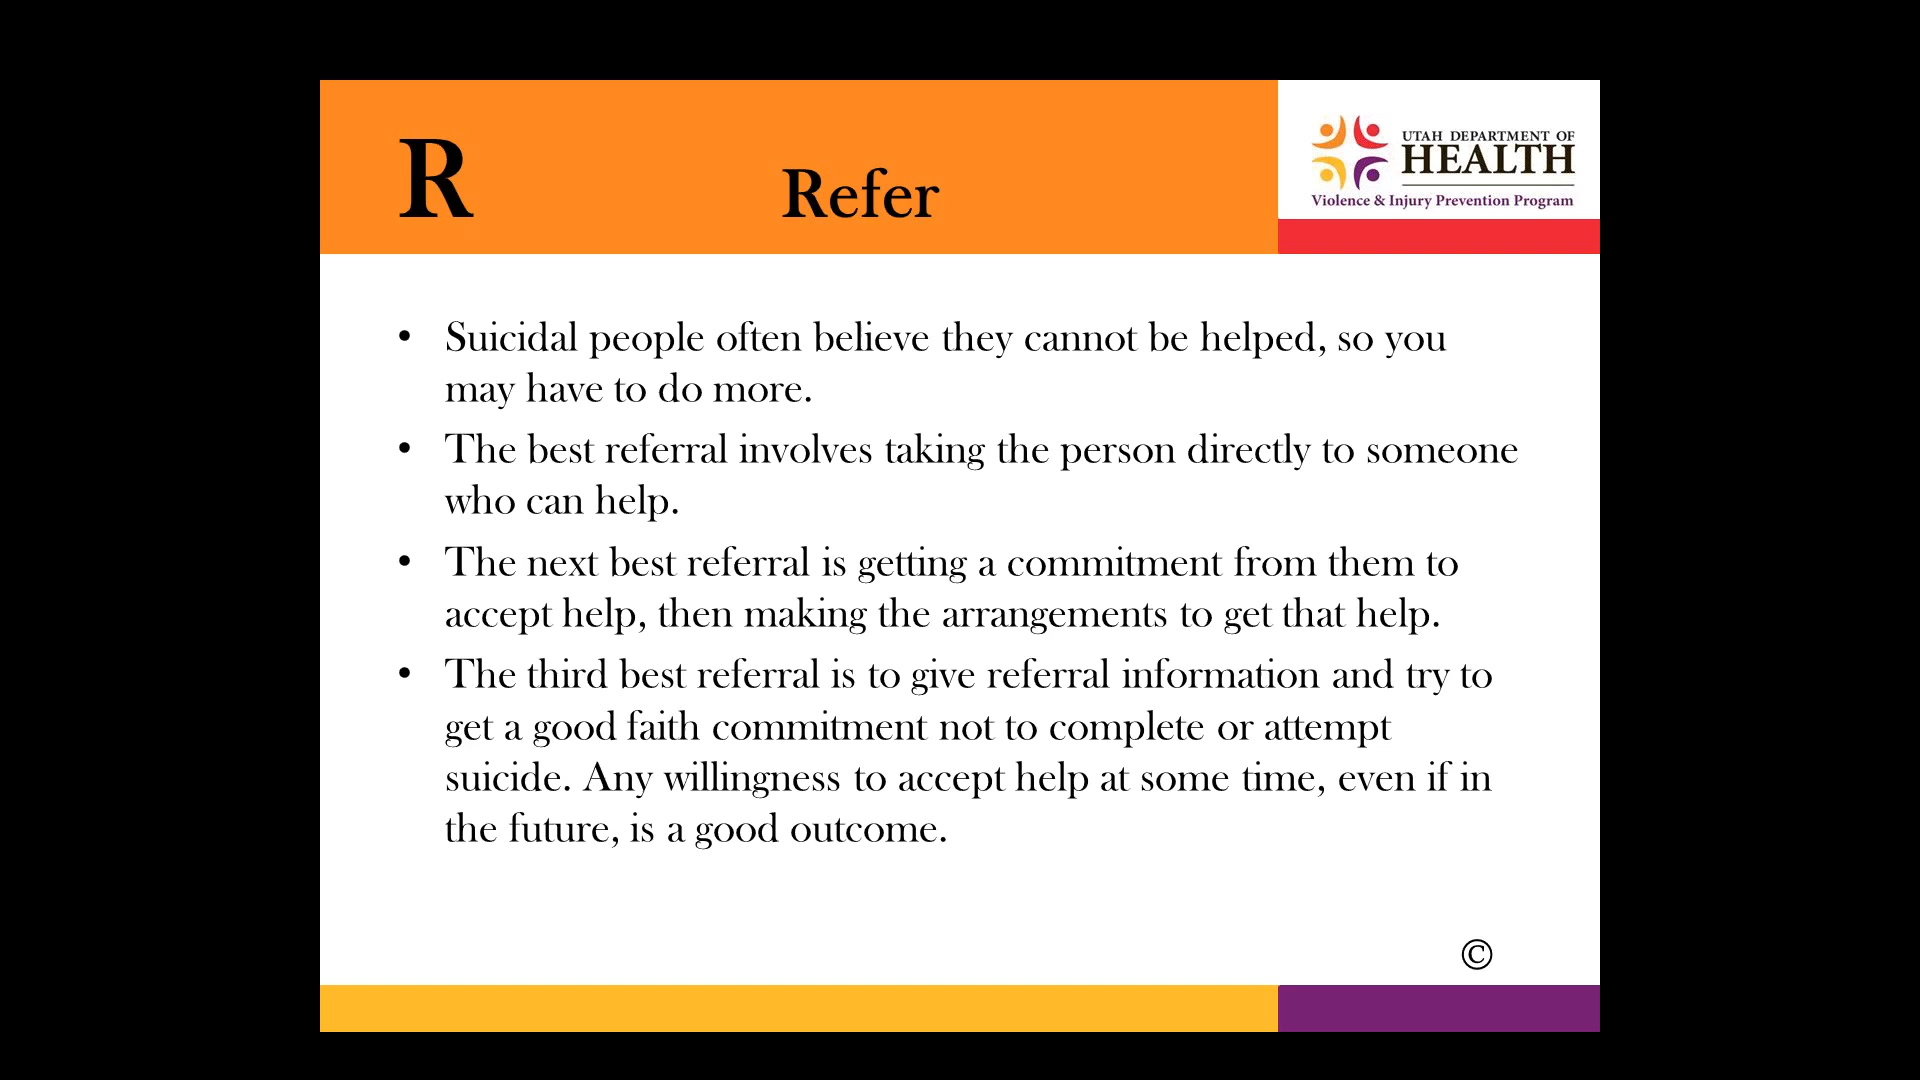 R
Refer
UTAH DEPARTMENT OF
HEALTH
Violence & Injury Prevention Program
• Suicidal people often believe they cannot be helped, so you
may have to do more.
• The best referral involves taking the person directly to someone
who can help.
• The next best referral is getting a commitment from them to
accept help, then making the arrangements to get that help.
• The third best referral is to give referral information and try to
get a good faith commitment not to complete or attempt
suicide. Any willingness to accept help at some time, even if in
the future, is a good outcome.
©